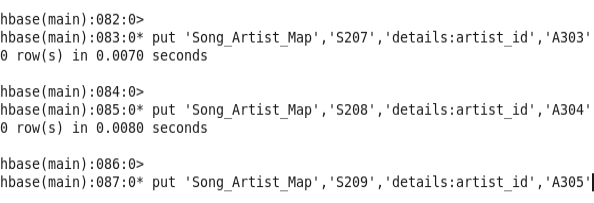 hbase(main):082:0>
hbase(main):083:0* put 'Song_Artist_Map','S207','details:artist_id','A303'
0 row(s) in 0.0070 seconds
hbase(main):084:0>
hbase(main):085:0* put 'Song_Artist_Map','S208','details:artist_id','A304'
0 row(s) in 0.0080 seconds
hbase(main):086:0>
hbase(main):087:0* put 'Song_Artist_Map','S209','details:artist_id','A305'